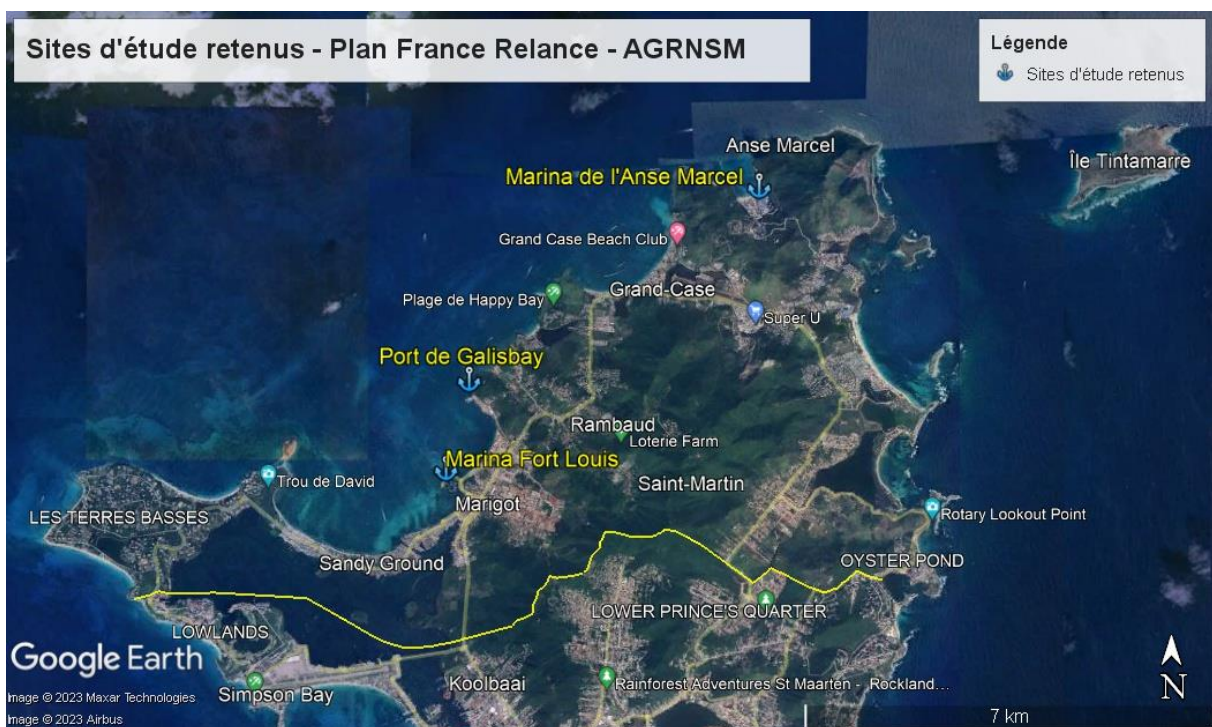 Sites d'étude retenus - Plan France Relance - AGRNSM
Légende
Sites d'étude retenus
Anse Marcel
Île Tintamarre
Marina de l'Anse Marcel
Grand Case Beach Club
Plage de Happy Bay
Grand-Case
Super U
Port de Galisbay
Rambaud
Loterie Farm
Marina Fort Louis
Trou de David
Saint-Martin
Marigot
LES TERRES BASSES
Rotary Lookout Point
Sandy Ground
OYSTER POND
LOWER PRINCE'S QUARTER
LOWLANDS
Google Earth
Simpson Bay
Koolbaai
Rainforest Adventures St Maarten - Rockland...
Image © 2023 Maxar Technologies
Image © 2023 Airbus
7 km
N